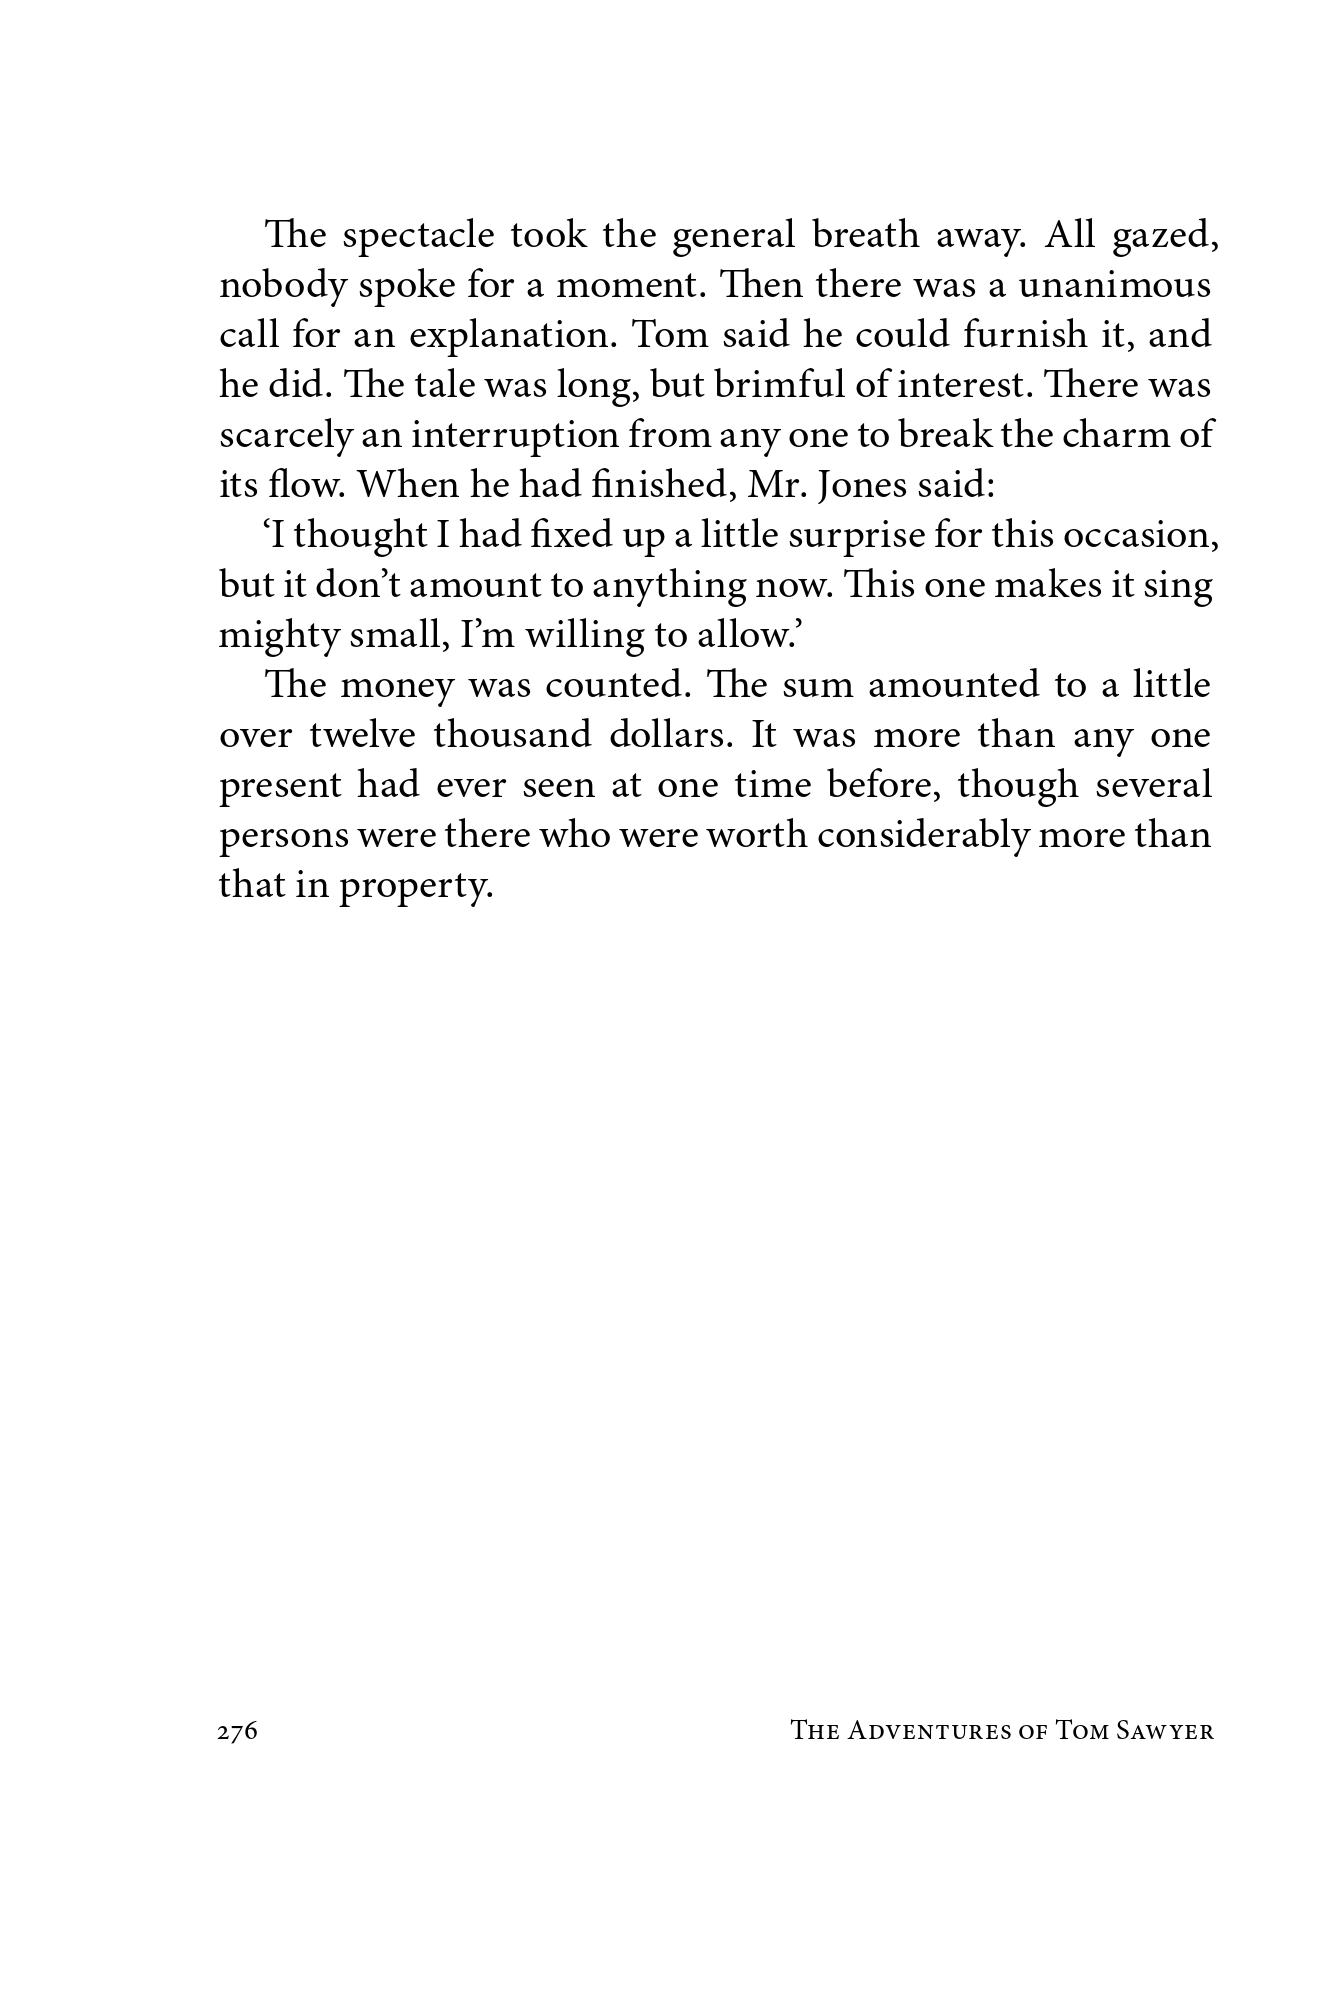 The spectacle took the general breath away. All gazed,
nobody spoke for a moment. Then there was a unanimous
call for an explanation. Tom said he could furnish it, and
he did. The tale was long, but brimful of interest. There was
scarcely an interruption from any one to break the charm of
its flow. When he had finished, Mr. Jones said:
‘I thought I had fixed up a little surprise for this occasion,
but it don’t amount to anything now. This one makes it sing
mighty small, I’m willing to allow.’
The money was counted. The sum amounted to a little
over twelve thousand dollars. It was more than any one
present had ever seen at one time before, though several
persons were there who were worth considerably more than
that in property.
276 The Adventures of Tom Sawyer